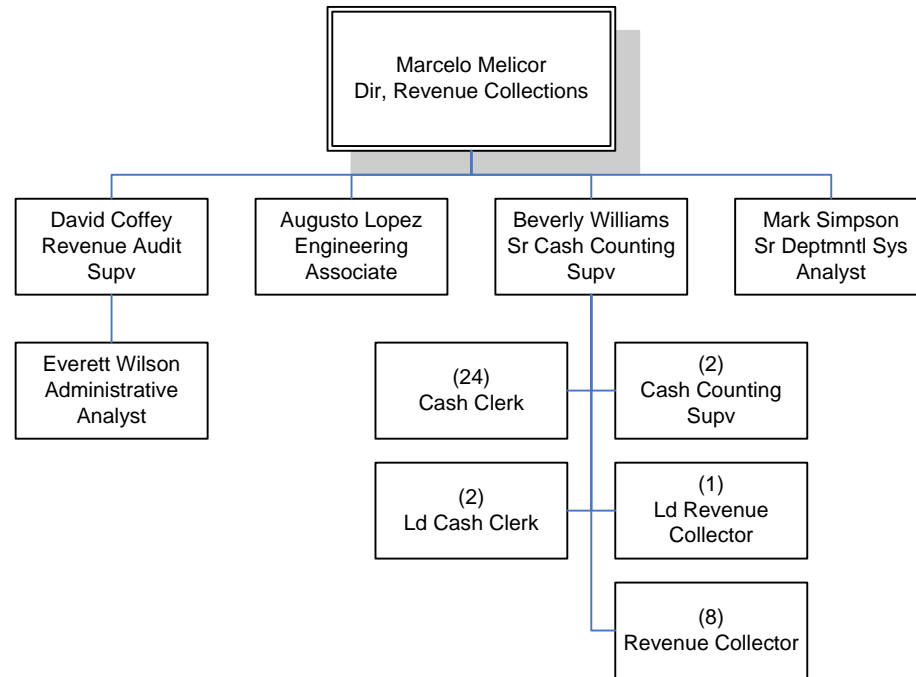 Marcelo Melicor
Dir, Revenue Collections
David Coffey
Revenue Audit
Supv
Augusto Lopez
Engineering
Associate
Beverly Williams
Sr Cash Counting
Supv
Mark Simpson
Sr Deptmntl Sys
Analyst
Everett Wilson
Administrative
Analyst
(24)
Cash Clerk
(2)
Cash Counting
Supv
(2)
Ld Cash Clerk
(1)
Ld Revenue
Collector
(8)
Revenue Collector